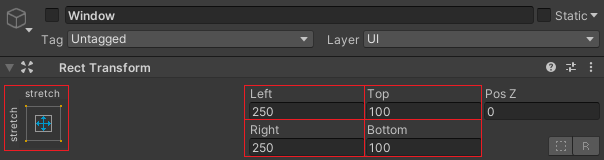 Window Static
Tag Untagged Layer UI
Rect Transform
stretch Left Top Pos Z
stretch 250 100 0
Right Bottom
250 100 R